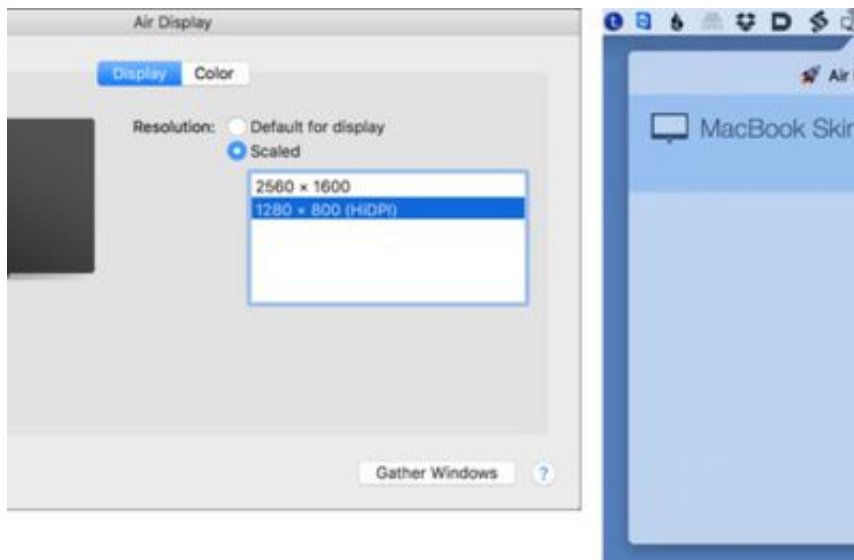 Air Display
Display Color
Resolution: Default for display
Scaled
2560 × 1600
1280 × 800 (HiDPI)
Gather Windows ?
Air
MacBook Skin